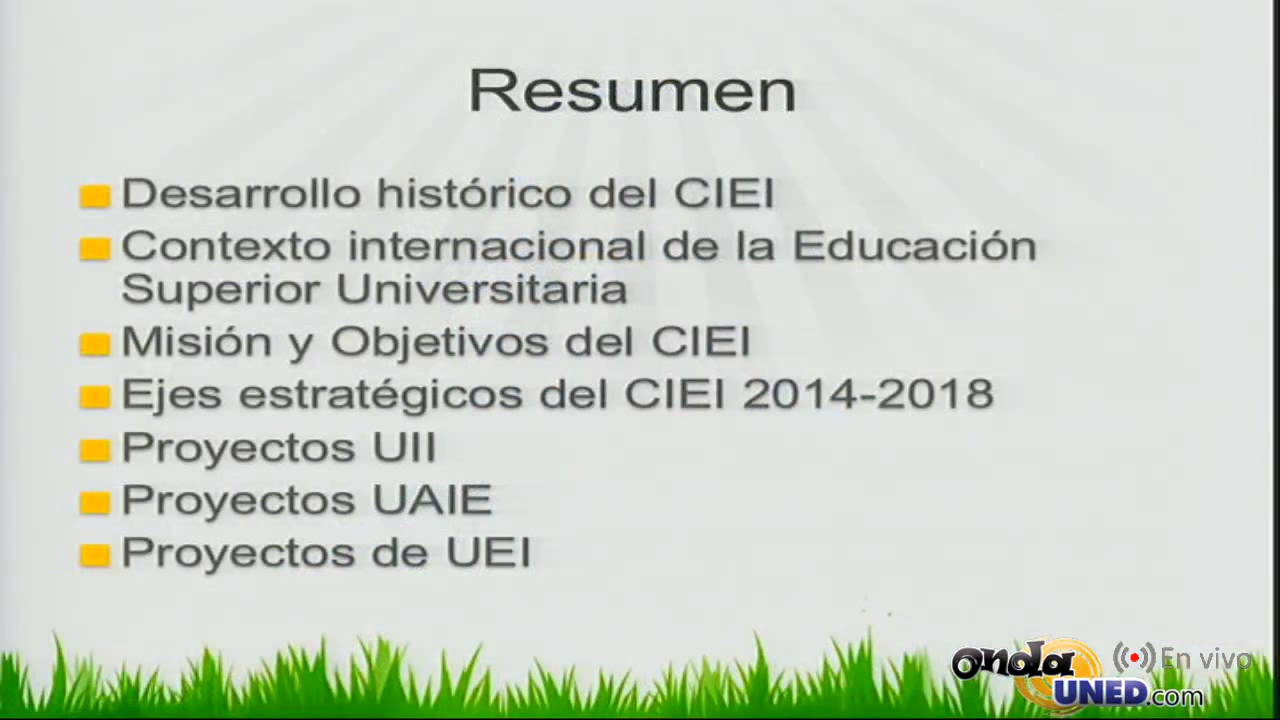 Resumen
Desarrollo histórico del CIEI
Contexto internacional de la Educación
Superior Universitaria
Misión y Objetivos del CIEI
Ejes estratégicos del CIEI 2014-2018
Proyectos UII
Proyectos UAIE
Proyectos de UEI
onda
UNED.com
En vivo